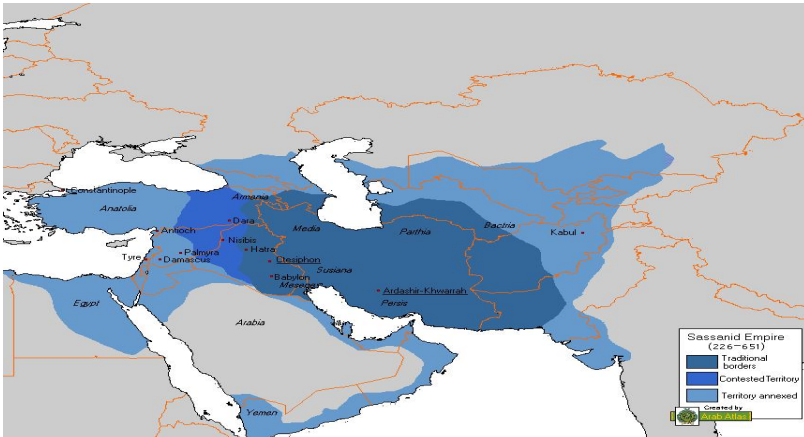 Constantinople
Anatolia
Armania
Dara
Antioch
Nisibis
Media
Parthia
Bactria
Kabul
Hatra
Palmyra
Tyre
Damascus
Ctesiphon
Susiana
Babylon
Ardashir-Khwarrah
Persis
Egypt
Arabia
Yemen
Sassanid Empire
(226-651)
Traditional
borders
Contested Territory
Territory annexed
Created by
Arab Atlas